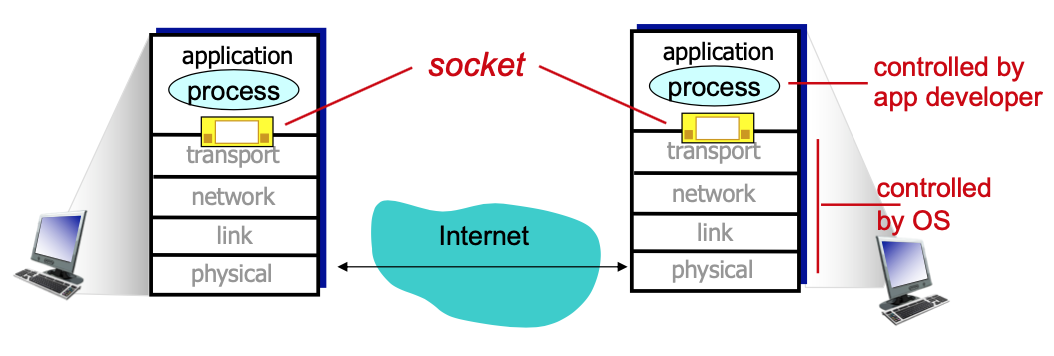 application
process
transport
network
link
physical
socket
Internet
application
process
transport
network
link
physical
controlled by
app developer
controlled
by OS